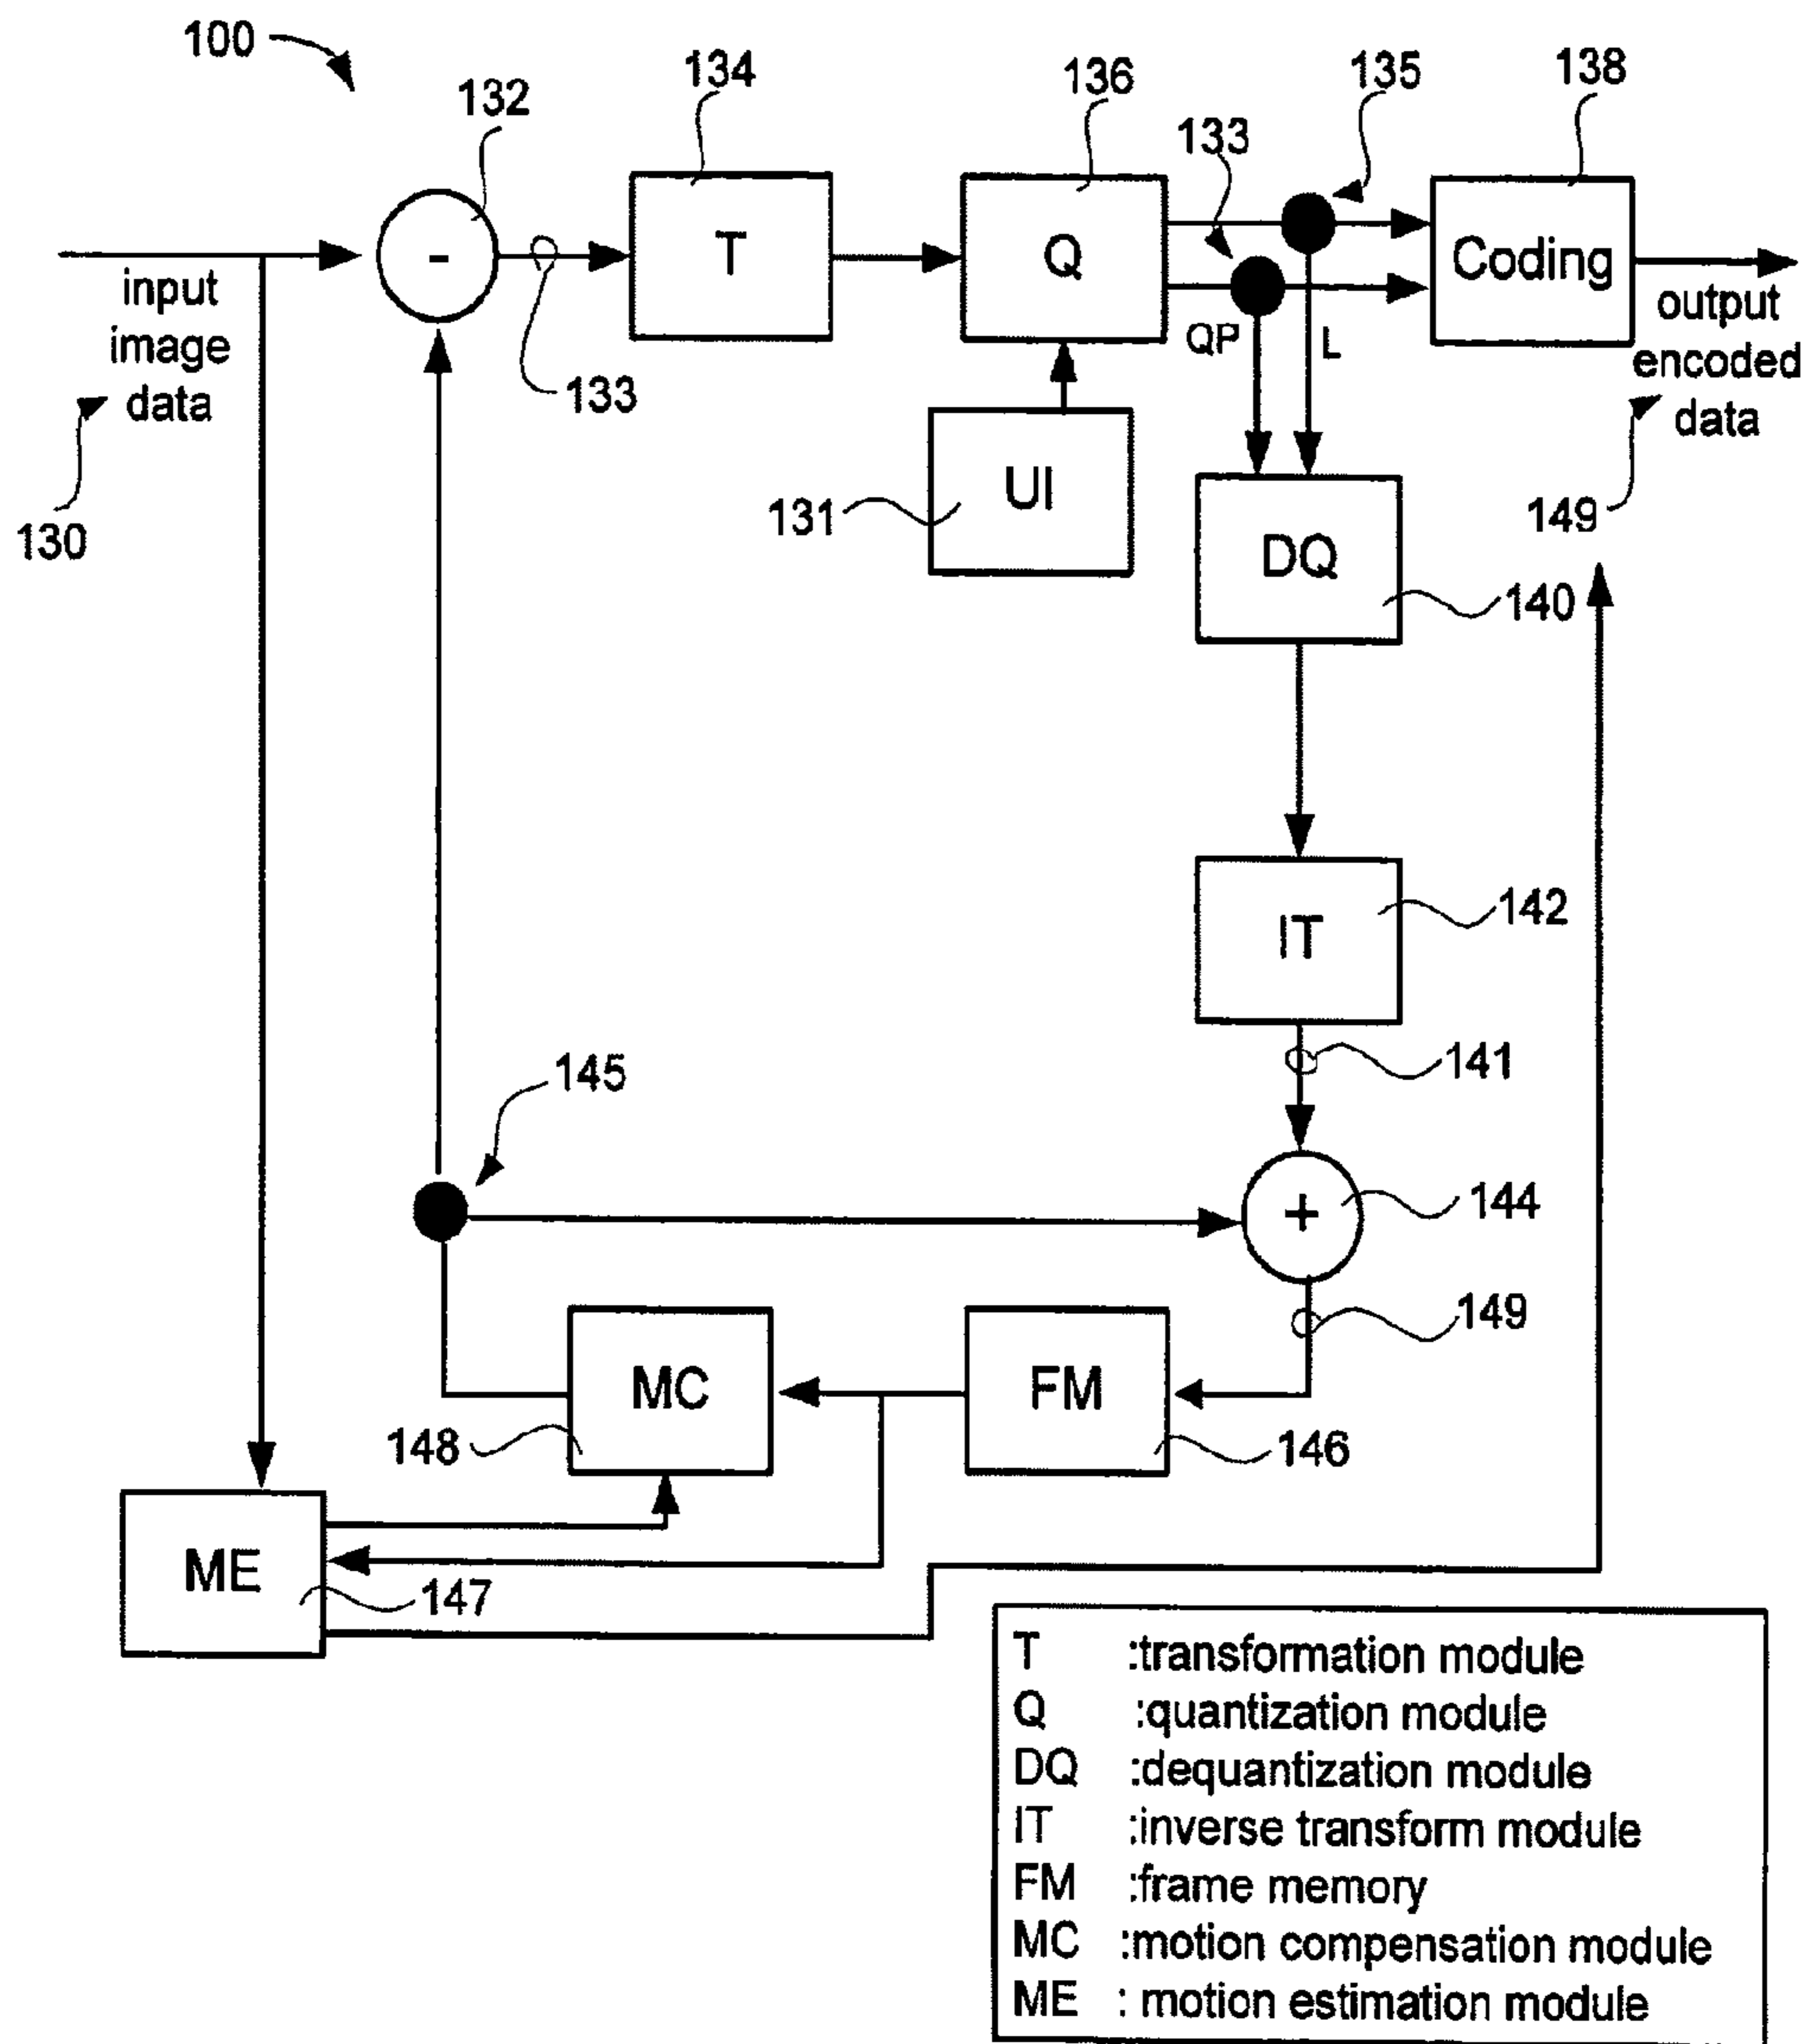 100
132
134
136
133
135
138
-
T
Q
Coding
input
image
data
130
133
QP
L
output
encoded
data
149
131
UI
DQ
140
IT
142
141
145
+
144
149
MC
148
FM
146
ME
147
T :transformation module
Q :quantization module
DQ :dequantization module
IT :inverse transform module
FM :frame memory
MC :motion compensation module
ME : motion estimation module